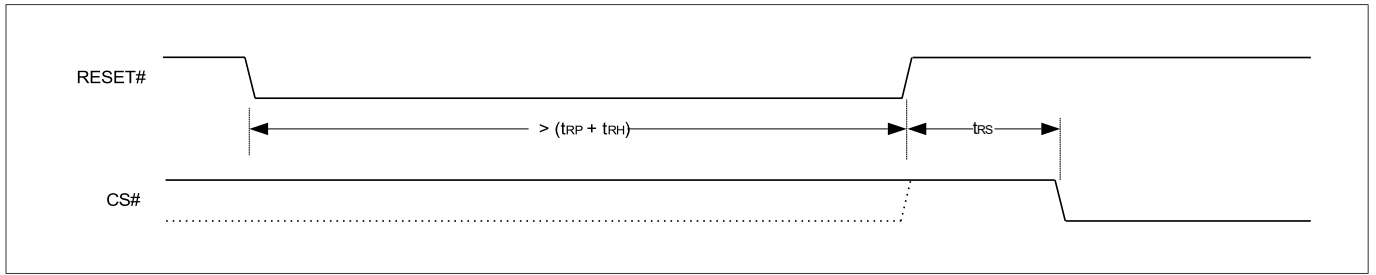 RESET#
> (tRP + tRH)
tRS
CS#